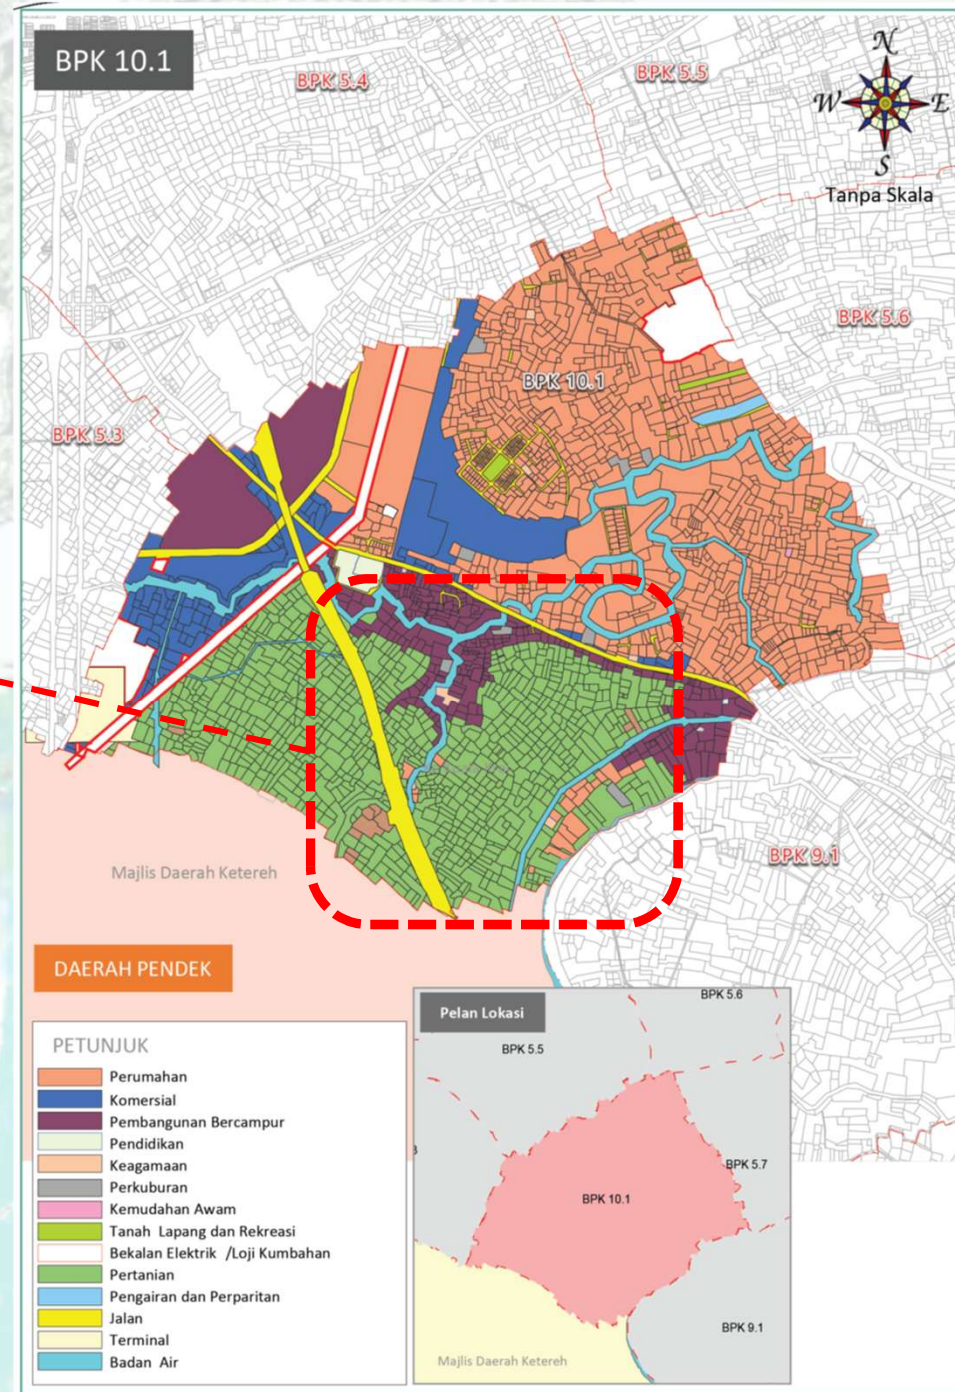 BPK 10.1
BPK 5.4
BPK 5.5
N
W
E
S
Tanpa Skala
BPK 5.6
BPK 10.1
BPK 5.3
BPK 9.1
Majlis Daerah Ketereh
DAERAH PENDEK
PETUNJUK
Perumahan
Komersial
Pembangunan Bercampur
Pendidikan
Keagamaan
Perkuburan
Kemudahan Awam
Tanah Lapang dan Rekreasi
Bekalan Elektrik /Loji Kumbahan
Pertanian
Pengairan dan Perparitan
Jalan
Terminal
Badan Air
Pelan Lokasi
BPK 5.6
BPK 5.5
BPK 5.7
BPK 10.1
BPK 9.1
Majlis Daerah Ketereh